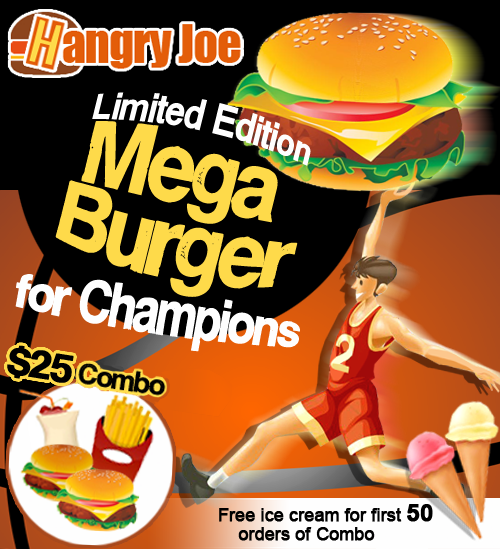 Hangry Joe
Limited Edition
Mega
Burger
for Champions
$25 Combo
2
Free ice cream for first 50
orders of Combo